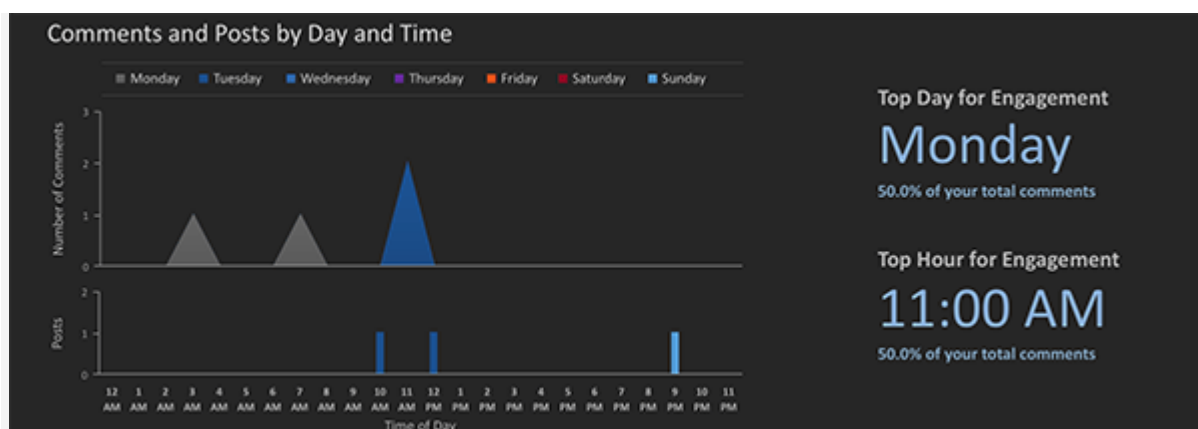 Comments and Posts by Day and Time
Monday Tuesday Wednesday Thursday Friday Saturday Sunday
Number of Comments
3
2
1
0
Posts
2
1
0
12 AM 1 AM 2 AM 3 AM 4 AM 5 AM 6 AM 7 AM 8 AM 9 AM 10 AM 11 AM 12 PM 1 PM 2 PM 3 PM 4 PM 5 PM 6 PM 7 PM 8 PM 9 PM 10 PM 11 PM
Time of Day
Top Day for Engagement
Monday
50.0% of your total comments
Top Hour for Engagement
11:00 AM
50.0% of your total comments